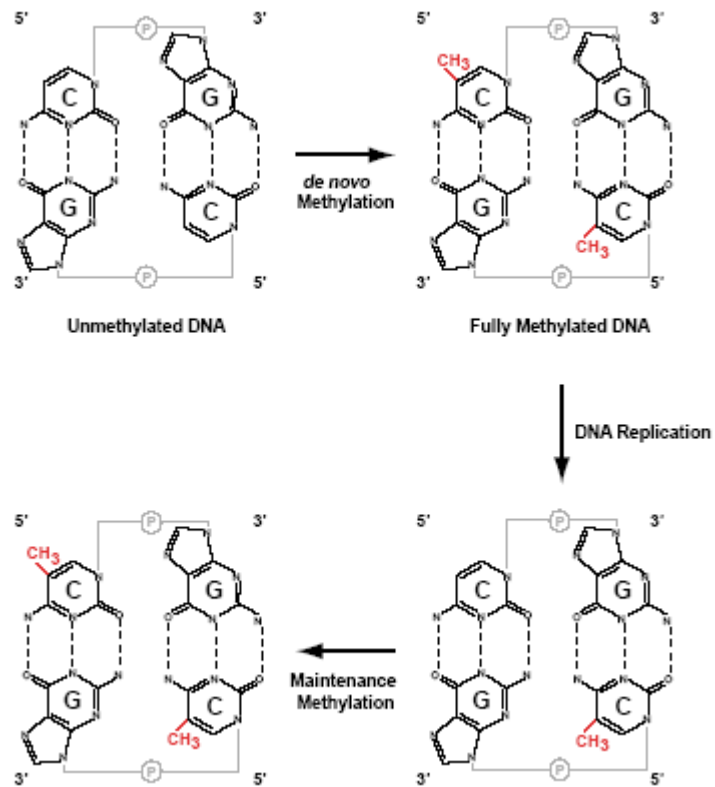 5' 3' 5' 3'
P P
CH3
N N N N
C G C G
N N O O N N N N O O N N
de novo
Methylation
O N N N N O O N N N N O
G C G C
N N N N N N
CH3
P P
3' 5' 3' 5'
Unmethylated DNA Fully Methylated DNA
DNA Replication
5' 3' 5' 3'
P P
CH3
C G C G
N N O O N N N N O O N N
Maintenance
Methylation
O N N N N O O N N N N O
G C G C
CH3 CH3
P P
3' 5' 3' 5'